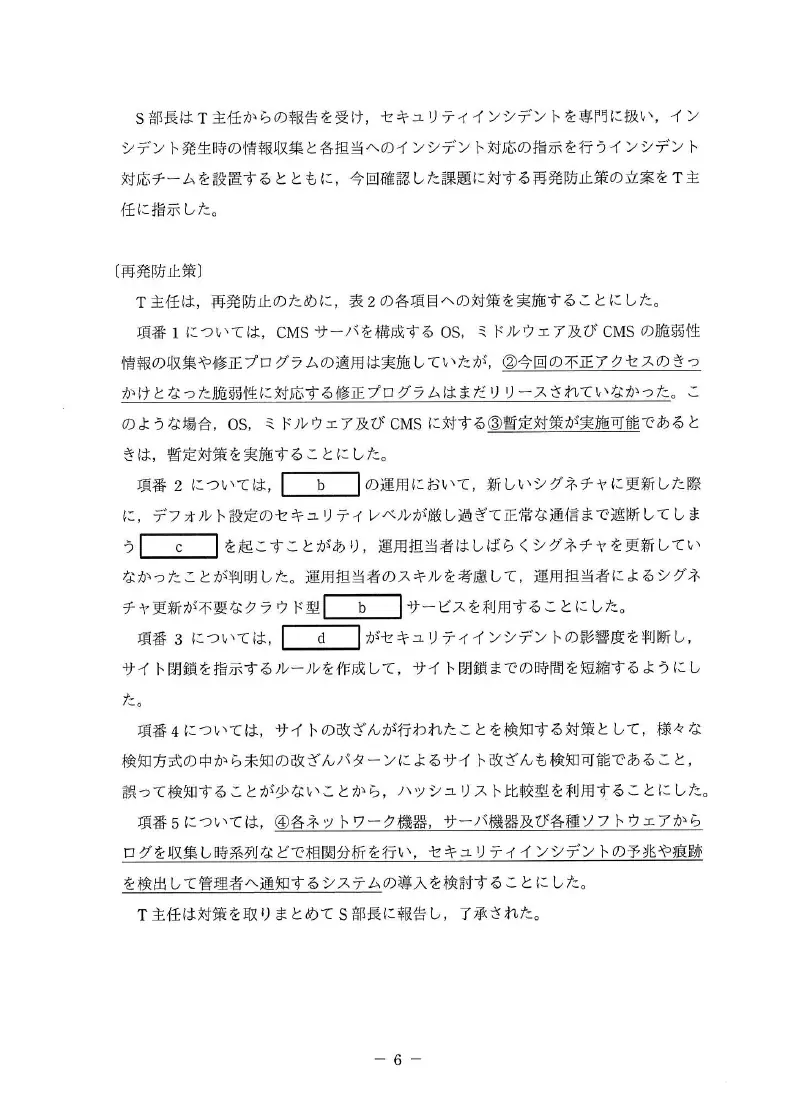 S部長はT主任からの報告を受け，セキュリティインシデントを専門に扱い，イン
シデント発生時の情報収集と各担当へのインシデント対応の指示を行うインシデント
対応チームを設置するとともに，今回確認した課題に対する再発防止策の立案をT主
任に指示した。
〔再発防止策〕
T主任は，再発防止のために，表2の各項目への対策を実施することにした。
項番1については，CMSサーバを構成するOS，ミドルウェア及びCMSの脆弱性
情報の収集や修正プログラムの適用は実施していたが，②今回の不正アクセスのきっ
かけとなった脆弱性に対応する修正プログラムはまだリリースされていなかった。こ
のような場合，OS，ミドルウェア及びCMSに対する③暫定対策が実施可能であると
きは，暫定対策を実施することにした。
項番2については， b の運用において，新しいシグネチャに更新した際
に，デフォルト設定のセキュリティレベルが厳し過ぎて正常な通信まで遮断してしま
う c を起こすことがあり，運用担当者はしばらくシグネチャを更新してい
なかったことが判明した。運用担当者のスキルを考慮して，運用担当者によるシグネ
チャ更新が不要なクラウド型 b サービスを利用することにした。
項番3については， d がセキュリティインシデントの影響度を判断し，
サイト閉鎖を指示するルールを作成して，サイト閉鎖までの時間を短縮するようにし
た。
項番4については，サイトの改ざんが行われたことを検知する対策として，様々な
検知方式の中から未知の改ざんパターンによるサイト改ざんも検知可能であること，
誤って検知することが少ないことから，ハッシュリスト比較型を利用することにした。
項番5については，④各ネットワーク機器，サーバ機器及び各種ソフトウェアから
ログを収集し時系列などで相関分析を行い，セキュリティインシデントの予兆や痕跡
を検出して管理者へ通知するシステムの導入を検討することにした。
T主任は対策を取りまとめてS部長に報告し，了承された。
－ 6 －